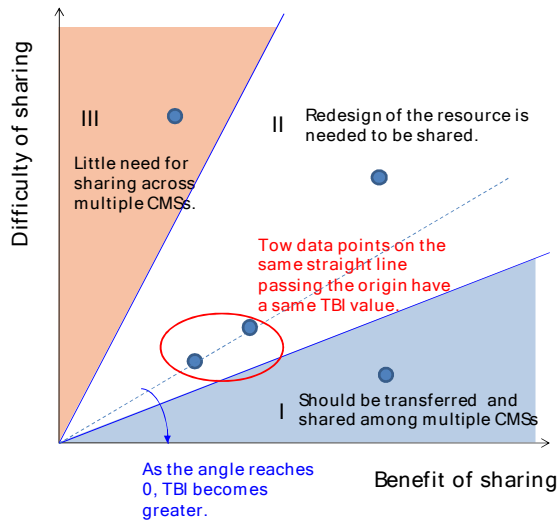 Difficulty of sharing
III
Little need for
sharing across
multiple CMSs.
II
Redesign of the resource is
needed to be shared.
Tow data points on the
same straight line
passing the origin have
a same TBI value.
I
Should be transferred and
shared among multiple CMSs
As the angle reaches
0, TBI becomes
greater.
Benefit of sharing